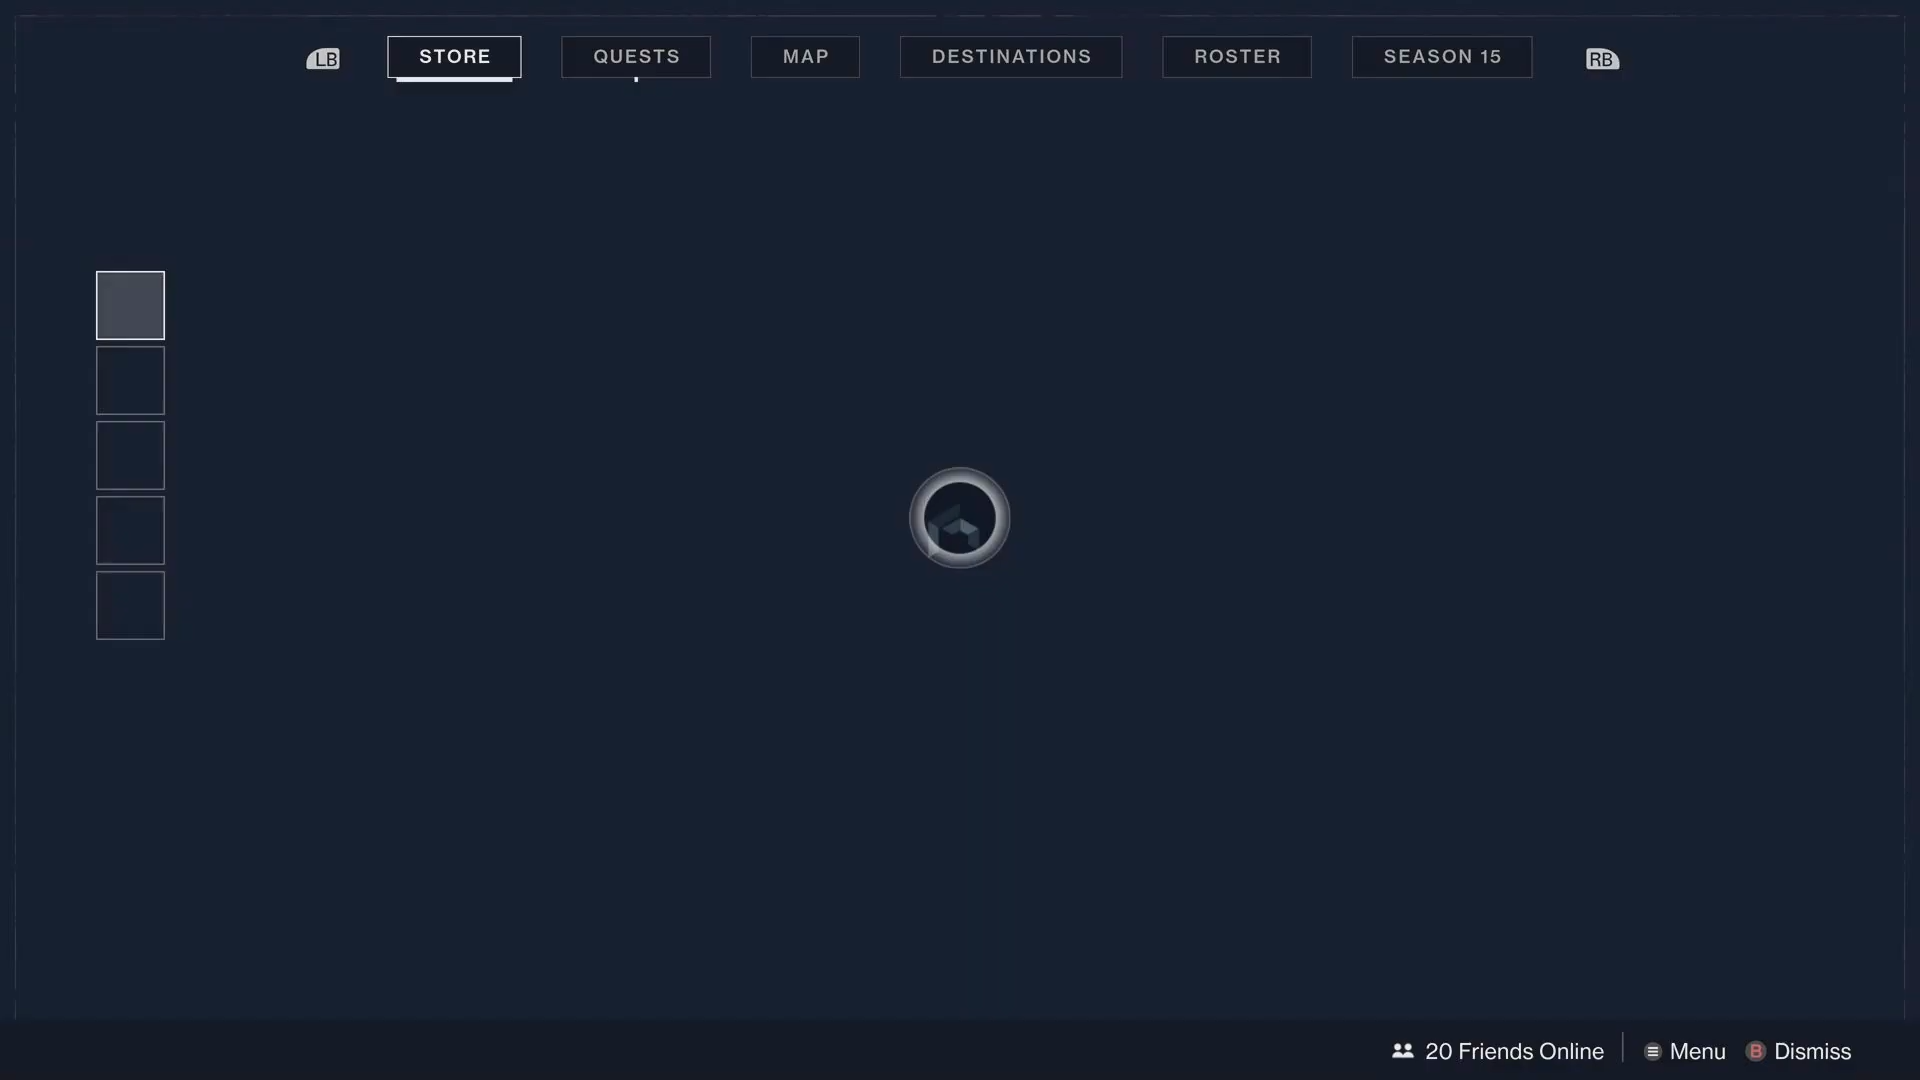 LB STORE QUESTS MAP DESTINATIONS ROSTER SEASON 15 RB
20 Friends Online Menu B Dismiss